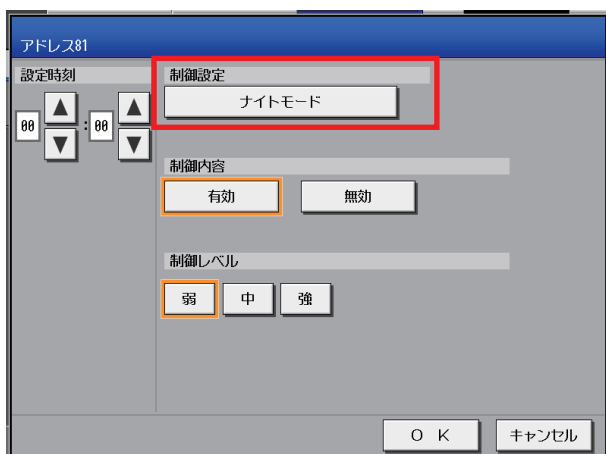 アドレス81
設定時刻
制御設定
ナイトモード
00 : 00
制御内容
有効 無効
制御レベル
弱 中 強
OK キャンセル